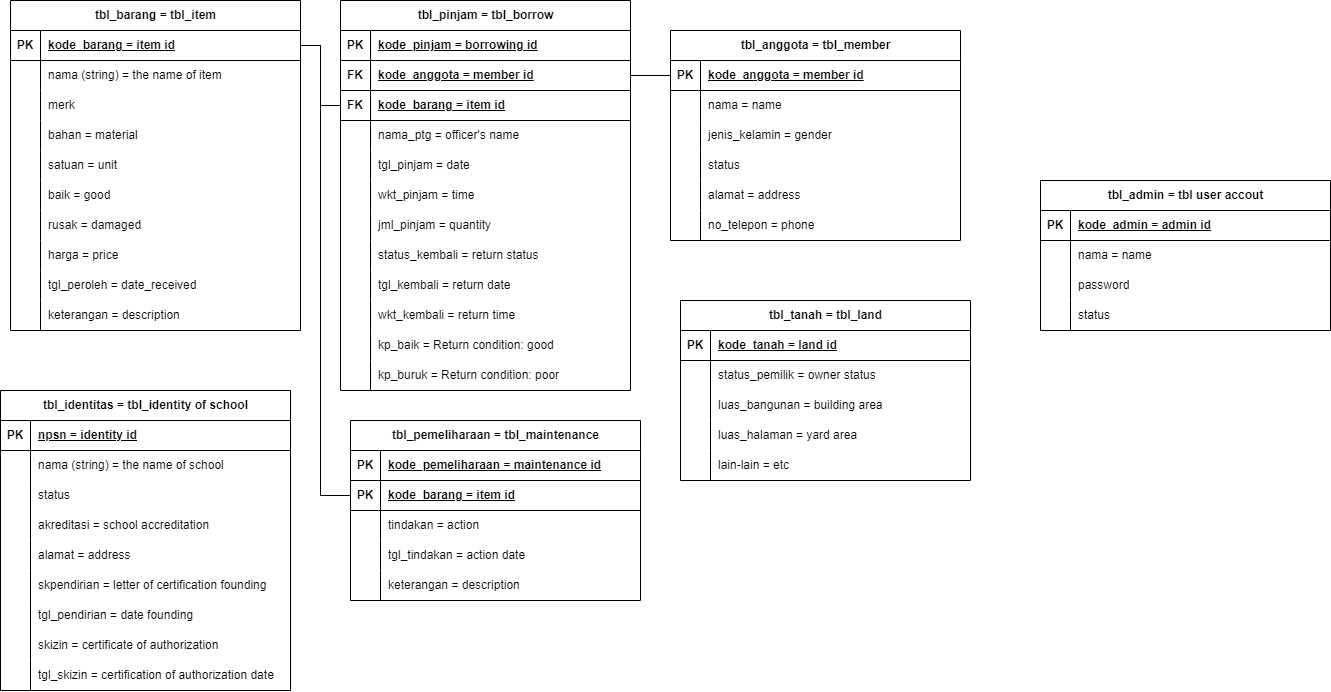 tbl_barang = tbl_item
PK kode_barang = item id
nama (string) = the name of item
merk
bahan = material
satuan = unit
baik = good
rusak = damaged
harga = price
tgl_peroleh = date_received
keterangan = description
tbl_pinjam = tbl_borrow
PK kode_pinjam = borrowing id
FK kode_anggota = member id
FK kode_barang = item id
nama_ptg = officer's name
tgl_pinjam = date
wkt_pinjam = time
jml_pinjam = quantity
status_kembali = return status
tgl_kembali = return date
wkt_kembali = return time
kp_baik = Return condition: good
kp_buruk = Return condition: poor
tbl_anggota = tbl_member
PK kode_anggota = member id
nama = name
jenis_kelamin = gender
status
alamat = address
no_telepon = phone
tbl_admin = tbl user accout
PK kode_admin = admin id
nama = name
password
status
tbl_tanah = tbl_land
PK kode_tanah = land id
status_pemilik = owner status
luas_bangunan = building area
luas_halaman = yard area
lain-lain = etc
tbl_identitas = tbl_identity of school
PK npsn = identity id
nama (string) = the name of school
status
akreditasi = school accreditation
alamat = address
skpendirian = letter of certification founding
tgl_pendirian = date founding
skizin = certificate of authorization
tgl_skizin = certification of authorization date
tbl_pemeliharaan = tbl_maintenance
PK kode_pemeliharaan = maintenance id
PK kode_barang = item id
tindakan = action
tgl_tindakan = action date
keterangan = description